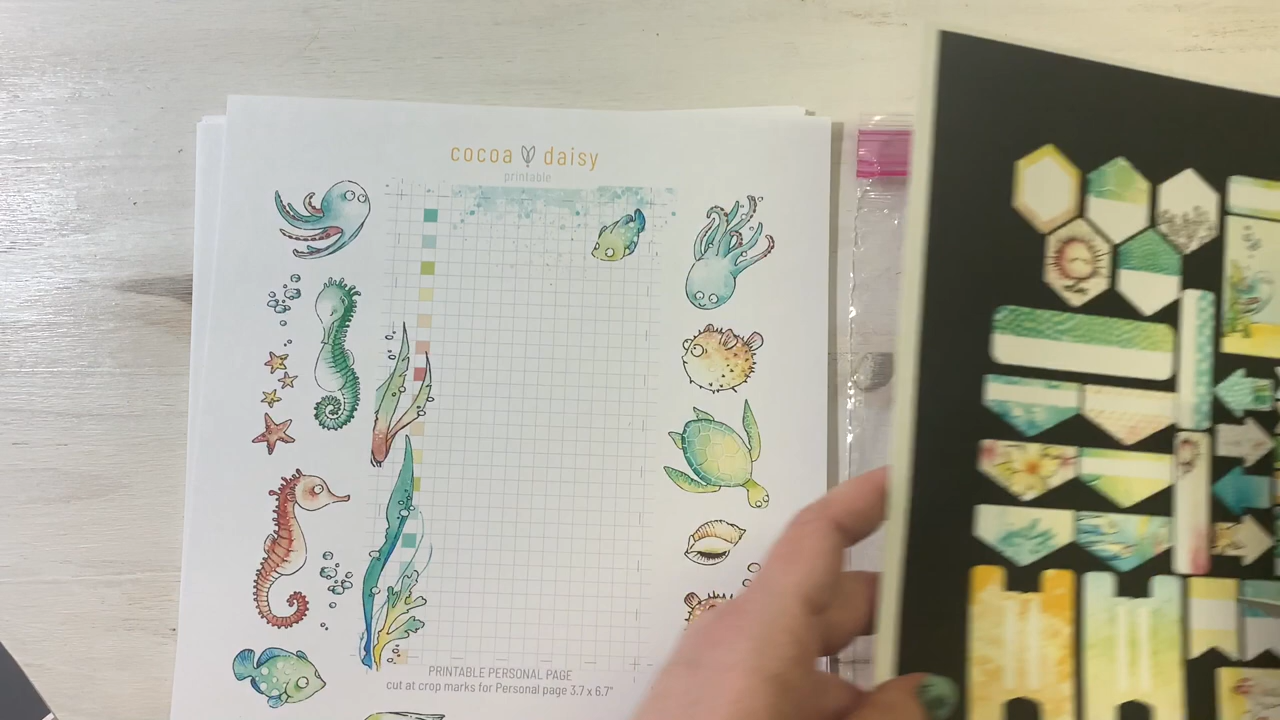 cocoa daisy
printable
PRINTABLE PERSONAL PAGE
cut at crop marks for Personal page 3.7 x 6.7"